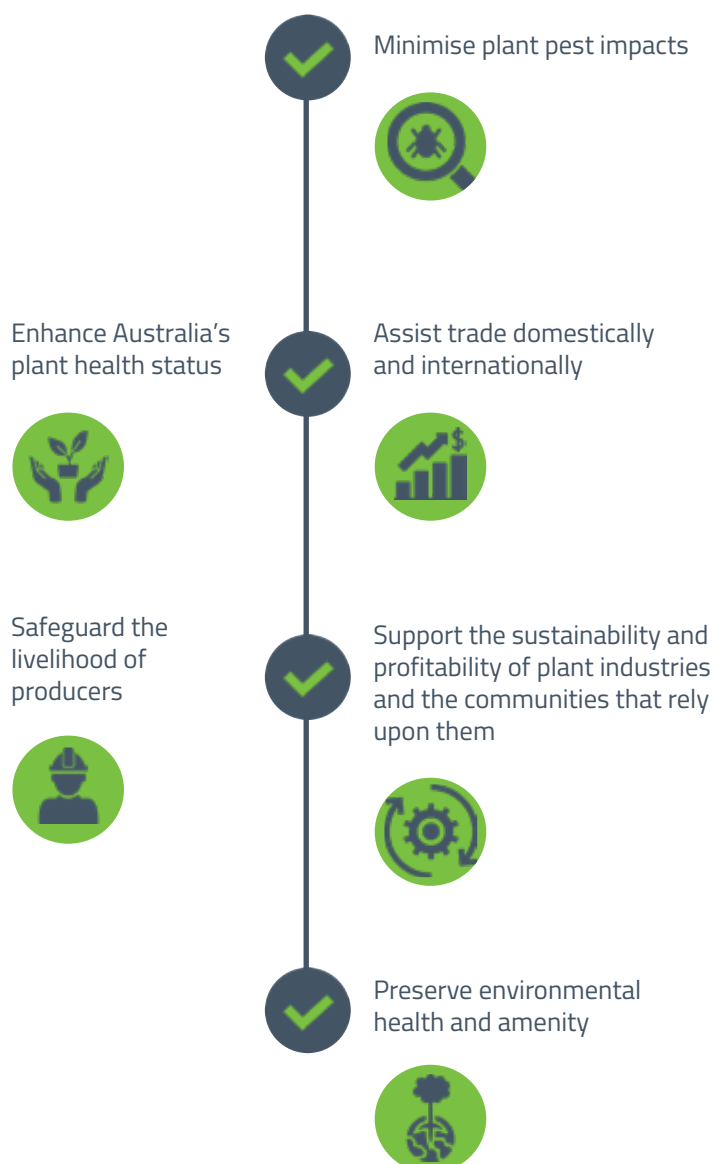 Minimise plant pest impacts
Enhance Australia’s
plant health status
Assist trade domestically
and internationally
$
Safeguard the
livelihood of
producers
Support the sustainability and
profitability of plant industries
and the communities that rely
upon them
Preserve environmental
health and amenity